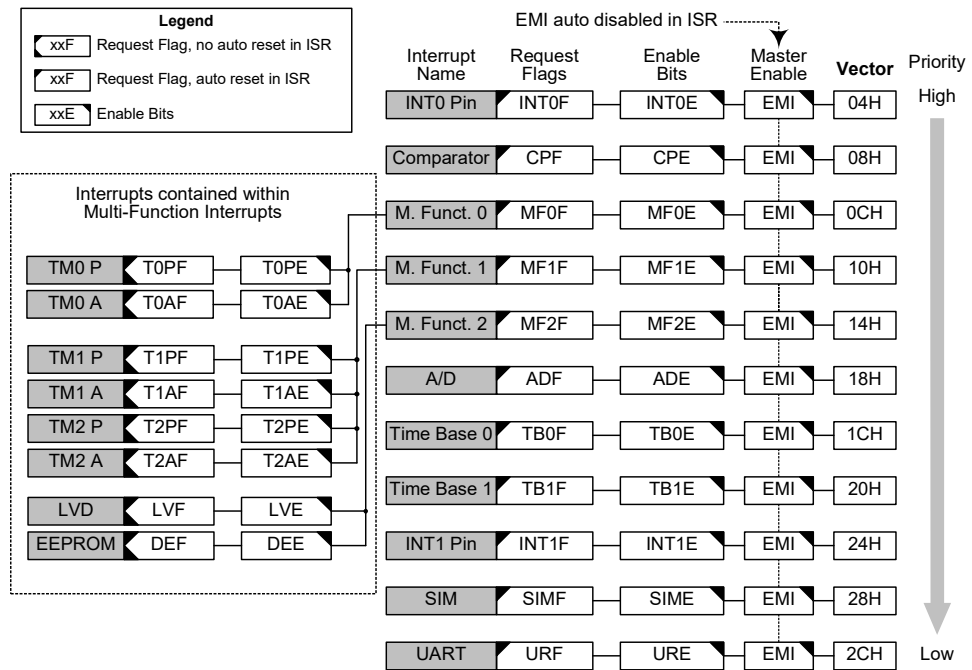 Legend
xxF Request Flag, no auto reset in ISR
xxF Request Flag, auto reset in ISR
xxE Enable Bits
EMI auto disabled in ISR
Interrupt Name Request Flags Enable Bits Master Enable Vector Priority
INT0 Pin INT0F INT0E EMI 04H High
Comparator CPF CPE EMI 08H
M. Funct. 0 MF0F MF0E EMI 0CH
M. Funct. 1 MF1F MF1E EMI 10H
M. Funct. 2 MF2F MF2E EMI 14H
A/D ADF ADE EMI 18H
Time Base 0 TB0F TB0E EMI 1CH
Time Base 1 TB1F TB1E EMI 20H
INT1 Pin INT1F INT1E EMI 24H
SIM SIMF SIME EMI 28H
UART URF URE EMI 2CH Low
Interrupts contained within
Multi-Function Interrupts
TM0 P T0PF T0PE
TM0 A T0AF T0AE
TM1 P T1PF T1PE
TM1 A T1AF T1AE
TM2 P T2PF T2PE
TM2 A T2AF T2AE
LVD LVF LVE
EEPROM DEF DEE